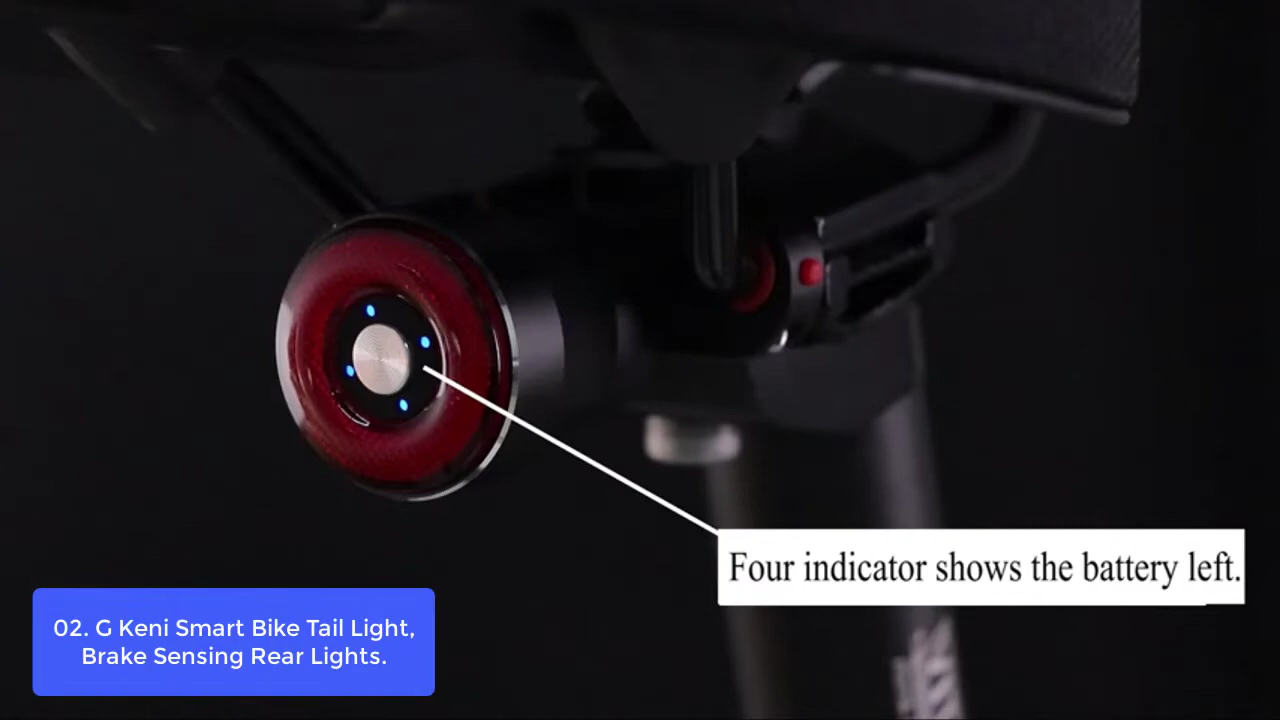 Four indicator shows the battery left.
02. G Keni Smart Bike Tail Light,
Brake Sensing Rear Lights.